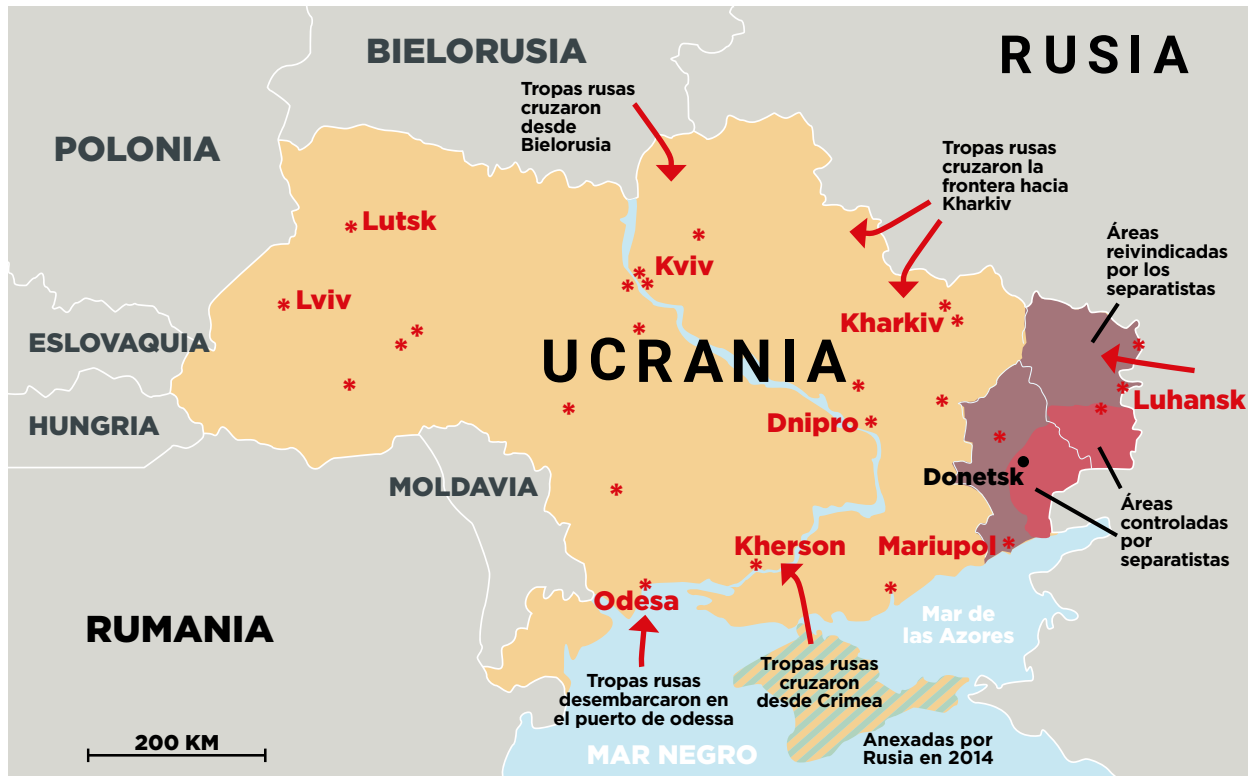 BIELORUSIA
RUSIA
Tropas rusas
cruzaron
desde
Bielorusia
POLONIA
Tropas rusas
cruzaron la
frontera hacia
Kharkiv
* Lutsk
Áreas
reivindicadas
por los
separatistas
* Kviv
* Lviv
Kharkiv *
ESLOVAQUIA
UCRANIA
Luhansk
HUNGRIA
Dnipro *
MOLDAVIA
Donetsk
Áreas
controladas
por
separatistas
Kherson
Mariupol *
Odesa
RUMANIA
Mar de
las Azores
Tropas rusas
desembarcaron en
el puerto de odessa
Tropas rusas
cruzaron
desde Crimea
200 KM
MAR NEGRO
Anexadas por
Rusia en 2014